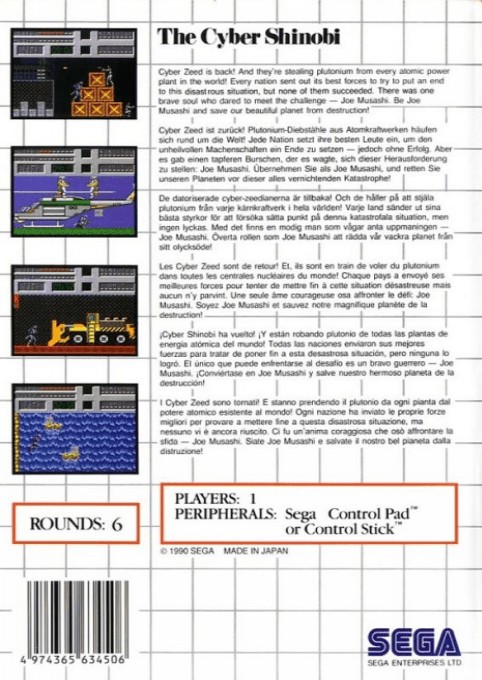 The Cyber Shinobi
Cyber Zeed is back! And they're stealing plutonium from every atomic power
plant in the world! Every nation sent out its best forces to try to put an end
to this disastrous situation, but none of them succeeded. There was one
brave soul who dared to meet the challenge — Joe Musashi. Be Joe
Musashi and save our beautiful planet from destruction!
Cyber Zeed ist zurück! Plutonium-Diebstähle aus Atomkraftwerken häufen
sich rund um die Welt! Jede Nation setzt ihre besten Leute ein, um den
unheilvollen Machenschaften ein Ende zu setzen — jedoch ohne Erfolg. Aber
es gab einen tapferen Burschen, der es wagte, sich dieser Herausforderung
zu stellen: Joe Musashi. Übernehmen Sie als Joe Musashi, und retten Sie
unseren Planeten vor dieser alles vernichtenden Katastrophe!
De datoriserade cyber-zeedianerna är tillbaka! Och de håller på att stjäla
plutonium från varje kärnkraftverk i hela världen! Varje land sänder ut sina
bästa styrkor för att försöka sätta punkt på denna katastrofala situation, men
ingen lyckas. Med det finns en modig man som vågar anta uppmaningen —
Joe Musashi. Överta rollen som Joe Musashi att rädda vår vackra planet från
sitt olycksöde!
Les Cyber Zeed sont de retour! Et, ils sont en train de voler du plutonium
dans toutes les centrales nucléaires du monde! Chaque pays a envoyé ses
meilleures forces pour tenter de mettre fin à cette situation désastreuse mais
aucun n'y parvint. Une seule âme courageuse osa affronter le défi: Joe
Musashi. Soyez Joe Musashi et sauvez notre magnifique planète de la
destruction!
¡Cyber Shinobi ha vuelto! ¡Y están robando plutonio de todas las plantas de
energía atómica del mundo! Todas las naciones enviaron sus mejores
fuerzas para tratar de poner fin a esta desastrosa situación, pero ninguna lo
logró. El único que puede enfrentarse al desafío es un bravo guerrero — Joe
Musashi. ¡Conviértase en Joe Musashi y salve nuestro hermoso planeta de la
destrucción!
I Cyber Zeed sono tornati! E stanno prendendo il plutonio da ogni pianta dal
potere atomico esistente al mondo! Ogni nazione ha inviato le proprie forze
migliori per provare a mettere fine a questa disastrosa situazione, ma
nessuno vi è ancora riuscito. Ci fu un'anima coraggiosa che osò affrontare la
sfida — Joe Musashi. Siate Joe Musashi e salvate il nostro bel pianeta dalla
distruzione!
ROUNDS: 6
PLAYERS: 1
PERIPHERALS: Sega Control Pad™
or Control Stick™
© 1990 SEGA MADE IN JAPAN
4 974365 634506
SEGA
SEGA ENTERPRISES LTD